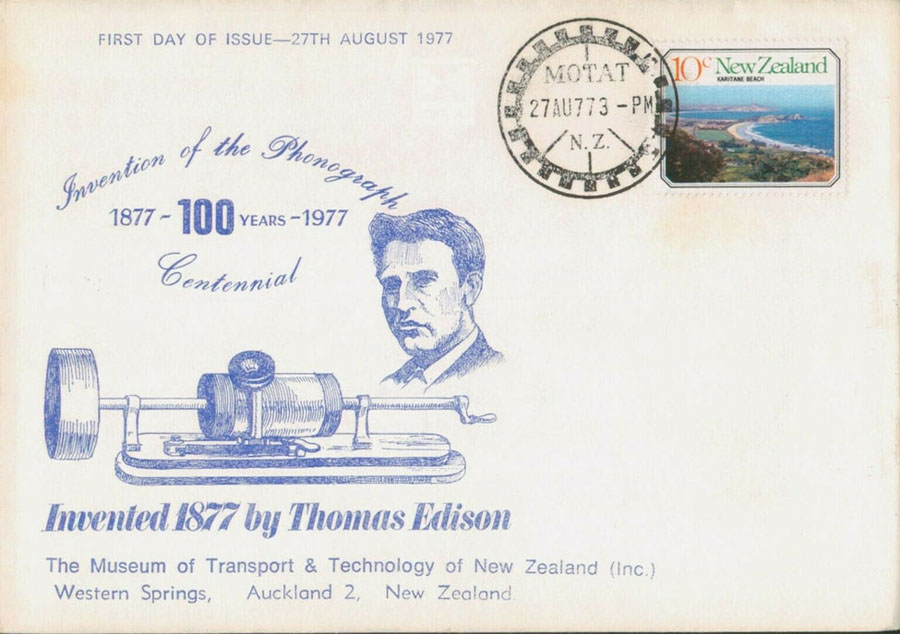 FIRST DAY OF ISSUE—27TH AUGUST 1977
MOTAT
27AU773-PM
N.Z.
10c New Zealand
KARITANE BEACH
Invention of the Phonograph
1877-100 YEARS-1977
Centennial
Invented 1877 by Thomas Edison
The Museum of Transport & Technology of New Zealand (Inc.)
Western Springs, Auckland 2, New Zealand.